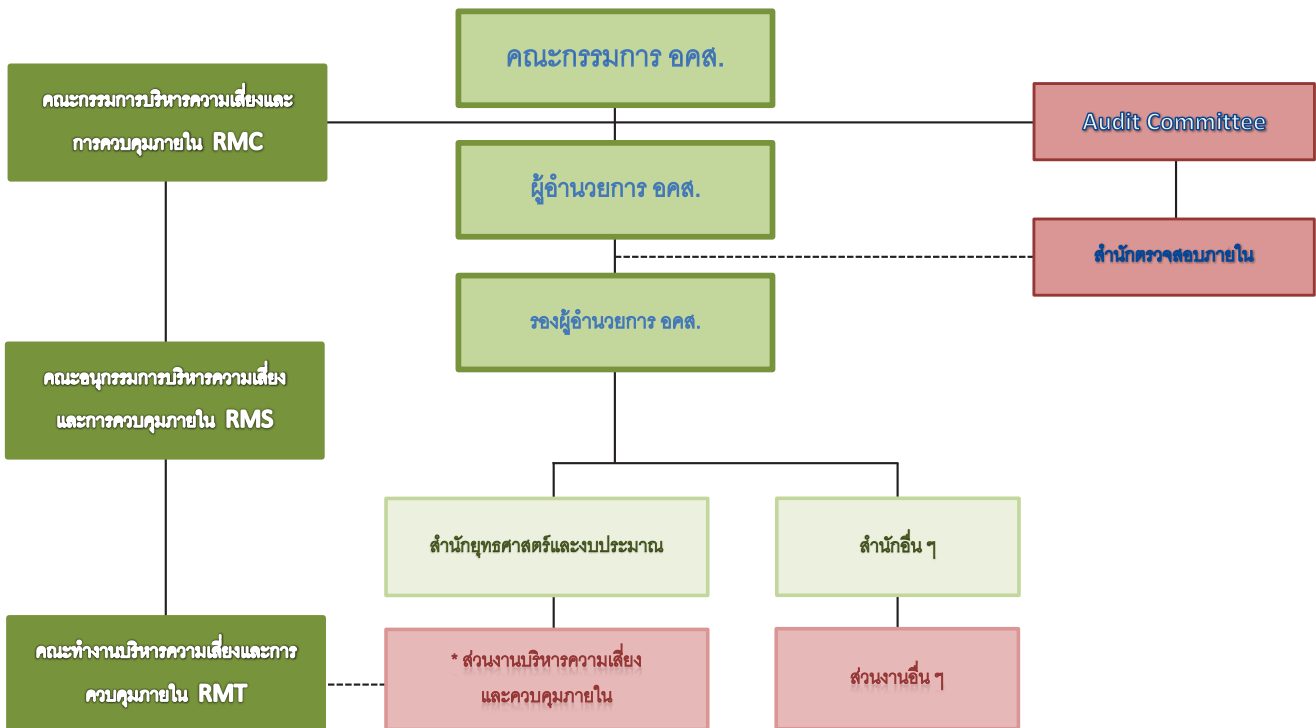 คณะกรรมการ อคส.
คณะกรรมการบริหารความเสี่ยงและ
การควบคุมภายใน RMC
Audit Committee
ผู้อำนวยการ อคส.
สำนักตรวจสอบภายใน
รองผู้อำนวยการ อคส.
คณะอนุกรรมการบริหารความเสี่ยง
และการควบคุมภายใน RMS
สำนักยุทธศาสตร์และงบประมาณ
สำนักอื่น ๆ
คณะทำงานบริหารความเสี่ยงและการ
ควบคุมภายใน RMT
* ส่วนงานบริหารความเสี่ยง
และควบคุมภายใน
ส่วนงานอื่น ๆ